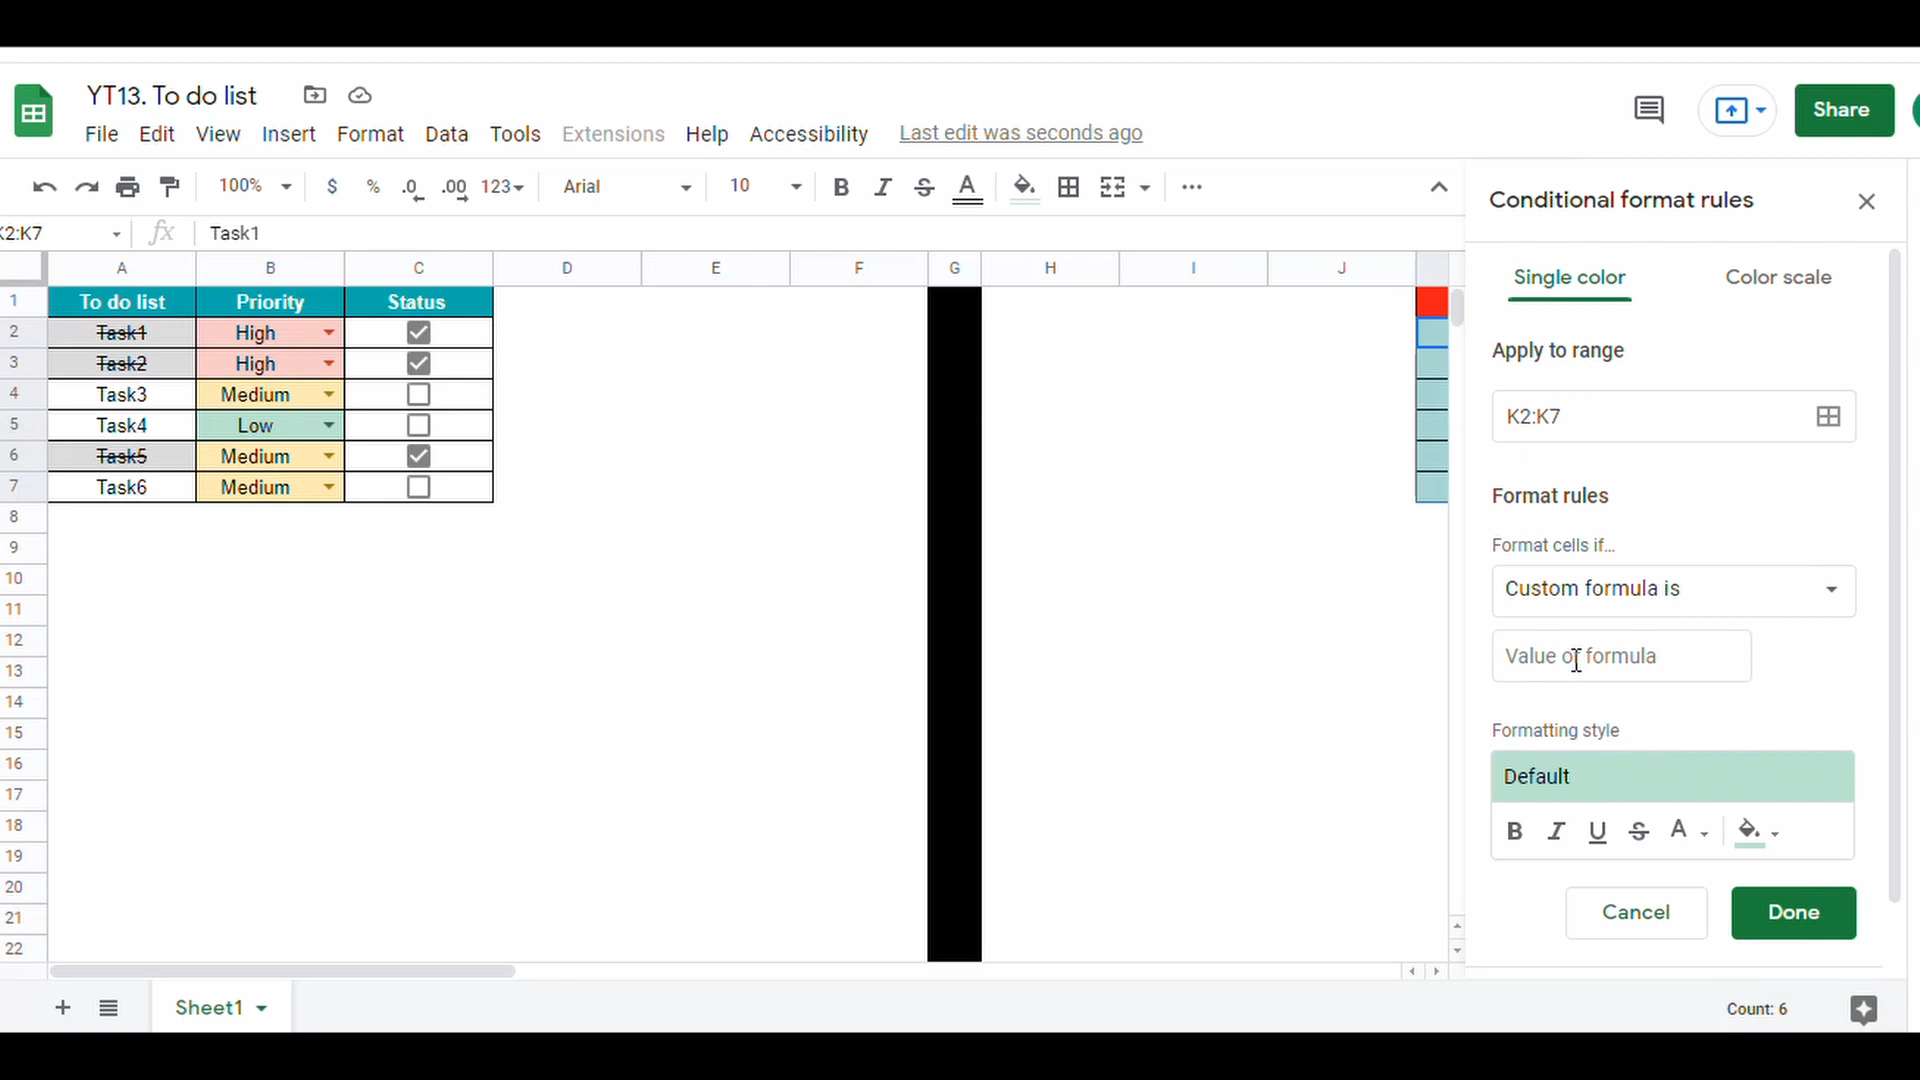 YT13. To do list
File Edit View Insert Format Data Tools Extensions Help Accessibility Last edit was seconds ago
Share
100% $ % .0 .00 123 Arial 10 B I S A
K2:K7 fx Task1
A B C D E F G H I J
1 To do list Priority Status
2 Task1 High
3 Task2 High
4 Task3 Medium
5 Task4 Low
6 Task5 Medium
7 Task6 Medium
8
9
10
11
12
13
14
15
16
17
18
19
20
21
22
Sheet1
Conditional format rules
Single color Color scale
Apply to range
K2:K7
Format rules
Format cells if...
Custom formula is
Value or formula
Formatting style
Default
B I U S A
Cancel Done
Count: 6